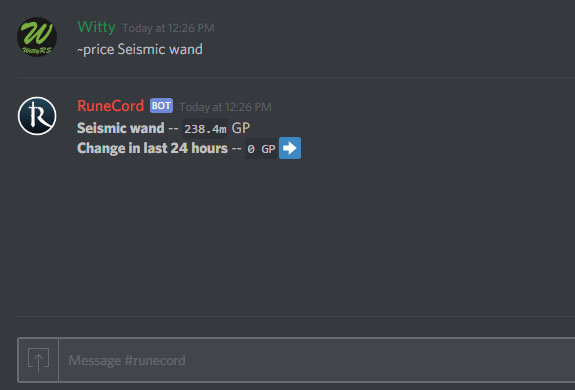 Witty Today at 12:26 PM
~price Seismic wand
W
WittyRS
RuneCord BOT Today at 12:26 PM
R
Seismic wand -- 238.4m GP
Change in last 24 hours -- 0 GP
Message #runecord